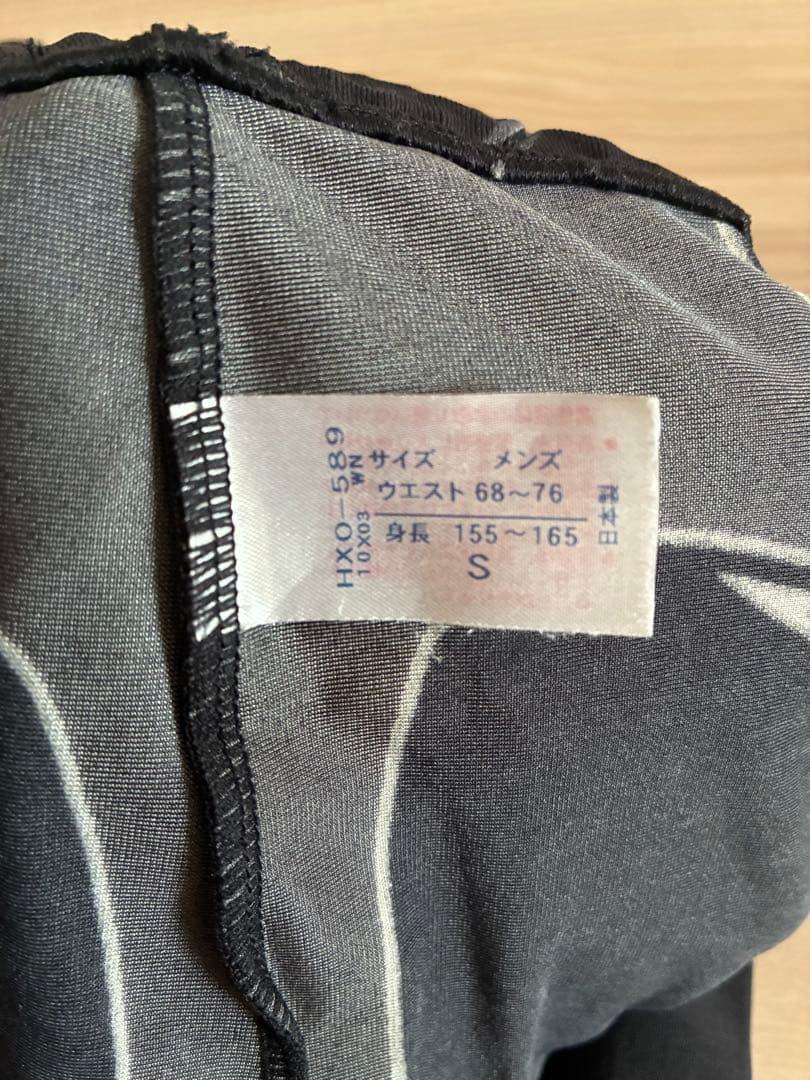 サイズ メンズ
ウエスト 68〜76
身長 155〜165
S
HXO-589
WN
10X03
日本製